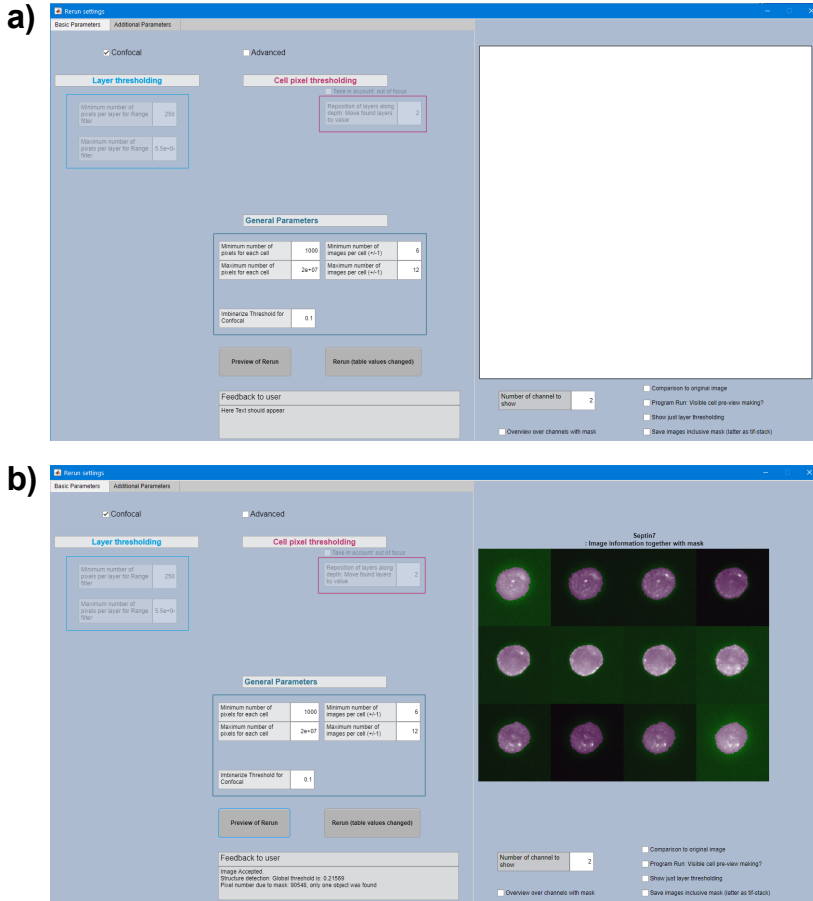 a)
Rerun settings
Basic Parameters Additional Parameters
Confocal Advanced
Layer thresholding Cell pixel thresholding
Take in account: out of focus
Minimum number of
pixels per layer for Range
filter
250
Reposition of layers along
depth: Move found layers
by value
2
Maximum number of
pixels per layer for Range
filter
5.5e+0
General Parameters
Minimum number of
pixels for each cell
1000
Minimum number of
images per cell (+/-1)
6
Maximum number of
pixels for each cell
2e+07
Maximum number of
images per cell (+/-1)
12
Imbinarize Threshold for
Confocal
0.1
Preview of Rerun Rerun (table values changed)
Feedback to user
Here Text should appear
Number of channel to
show
2
Overview over channels with mask
Comparison to original image
Program Run: Visible cell pre-view making?
Show just layer thresholding
Save images inclusive mask (latter as tif-stack)
b)
Rerun settings
Basic Parameters Additional Parameters
Confocal Advanced
Layer thresholding Cell pixel thresholding
Take in account: out of focus
Minimum number of
pixels per layer for Range
filter
250
Reposition of layers along
depth: Move found layers
by value
2
Maximum number of
pixels per layer for Range
filter
5.5e+0
General Parameters
Minimum number of
pixels for each cell
1000
Minimum number of
images per cell (+/-1)
6
Maximum number of
pixels for each cell
2e+07
Maximum number of
images per cell (+/-1)
12
Imbinarize Threshold for
Confocal
0.1
Preview of Rerun Rerun (table values changed)
Feedback to user
Image Accepted.
Structure detection: Global threshold is: 0.21569
Pixel number due to mask: 90548, only one object was found
Septin7
: Image information together with mask
Number of channel to
show
2
Overview over channels with mask
Comparison to original image
Program Run: Visible cell pre-view making?
Show just layer thresholding
Save images inclusive mask (latter as tif-stack)